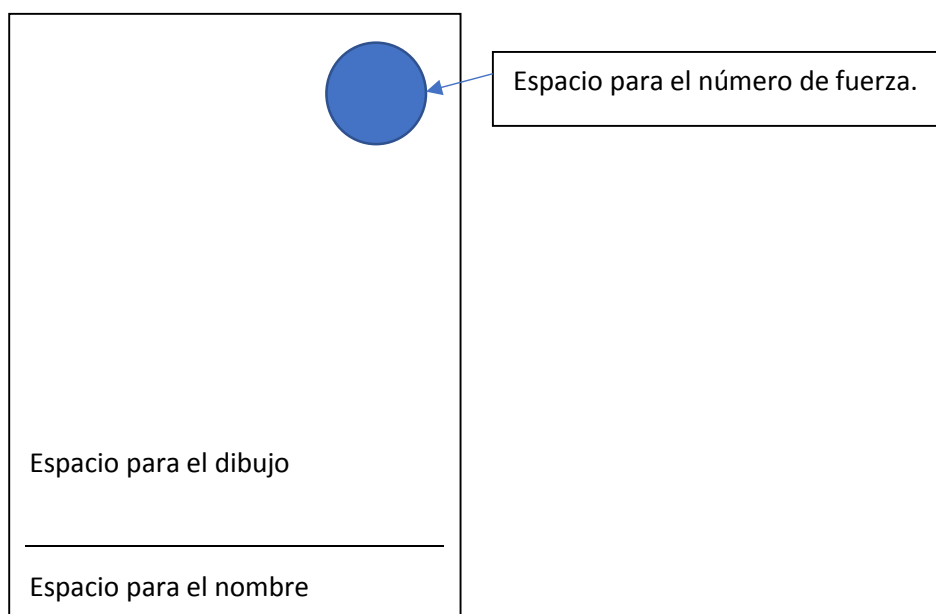 Espacio para el número de fuerza.
Espacio para el dibujo
Espacio para el nombre